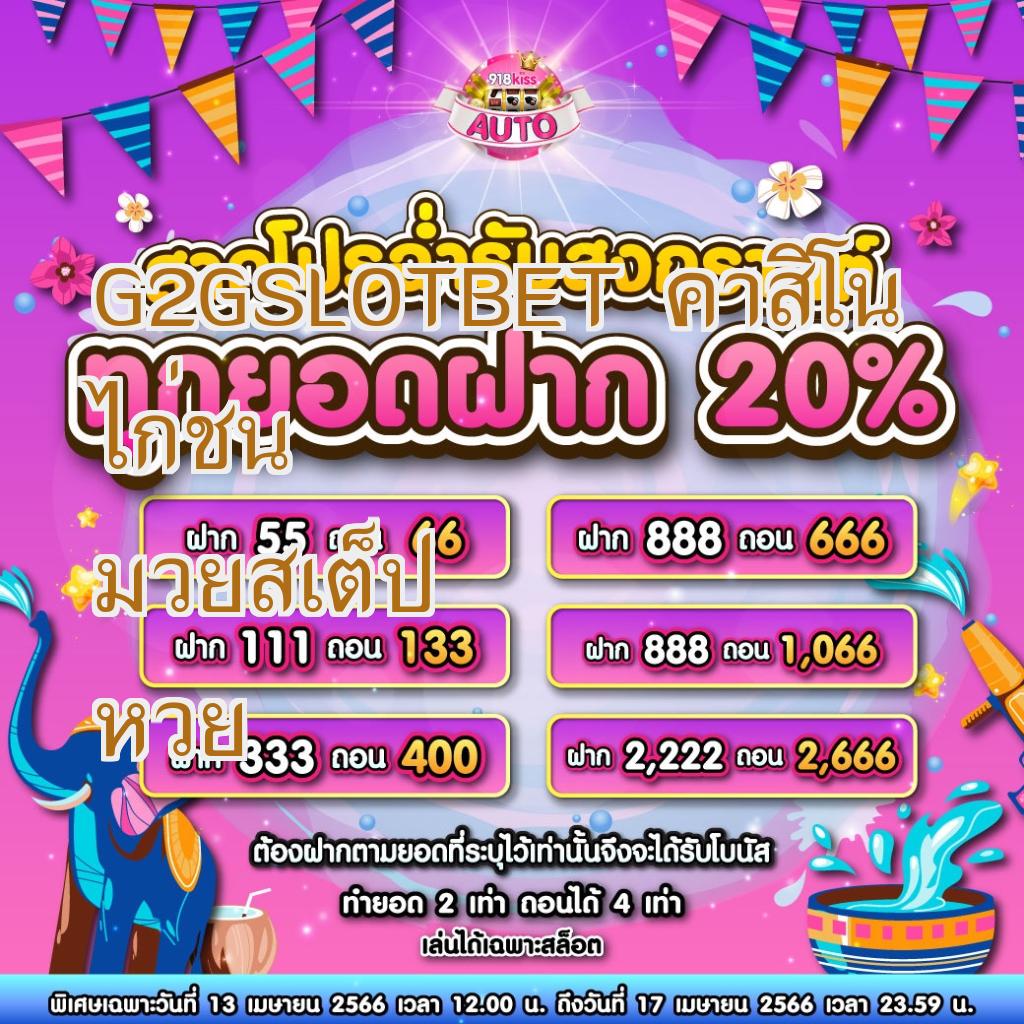 918kiss
AUTO
G2GSLOTBET คาสิโน
ทุกยอดฝาก 20%
ไก่ชน
ฝาก 55 ถอน 66
ฝาก 888 ถอน 666
มวยสเต็ป
ฝาก 111 ถอน 133
ฝาก 888 ถอน 1,066
หวย
ฝาก 333 ถอน 400
ฝาก 2,222 ถอน 2,666
ต้องฝากตามยอดที่ระบุไว้เท่านั้นจึงจะได้รับโบนัส
ทำยอด 2 เท่า ถอนได้ 4 เท่า
เล่นได้เฉพาะสล็อต
พิเศษเฉพาะวันที่ 13 เมษายน 2566 เวลา 12.00 น. ถึงวันที่ 17 เมษายน 2566 เวลา 23.59 น.